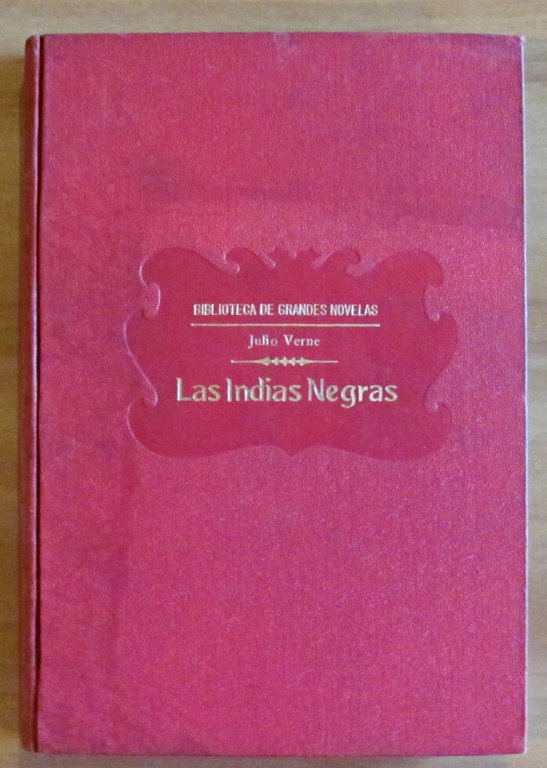 BIBLIOTECA DE GRANDES NOVELAS
Julio Verne
Las Indias Negras